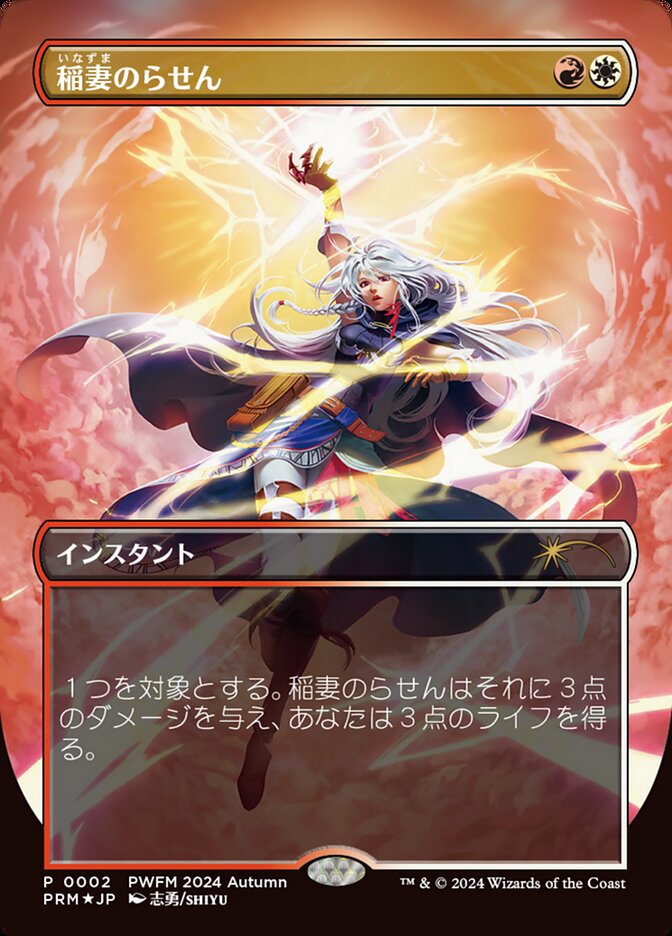 いなずま
稲妻のらせん
インスタント
1つを対象とする。稲妻のらせんはそれに3点
のダメージを与え、あなたは3点のライフを得
る。
P 0002 PWFM 2024 Autumn
PRM★JP 志勇/SHIYU
™ & © 2024 Wizards of the Coast